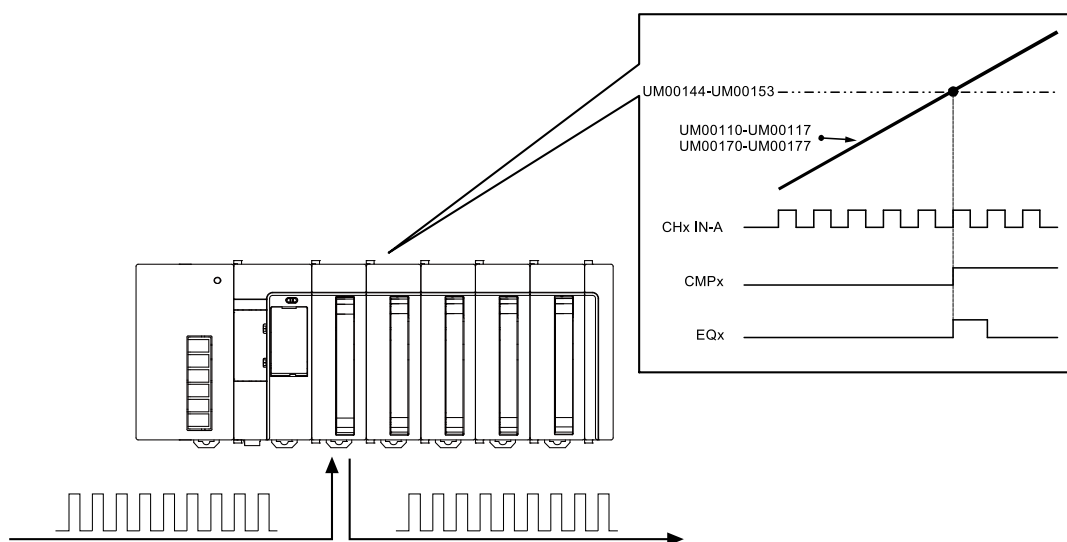 UM00144-UM00153
UM00110-UM00117
UM00170-UM00177
CHx IN-A
CMPx
EQx